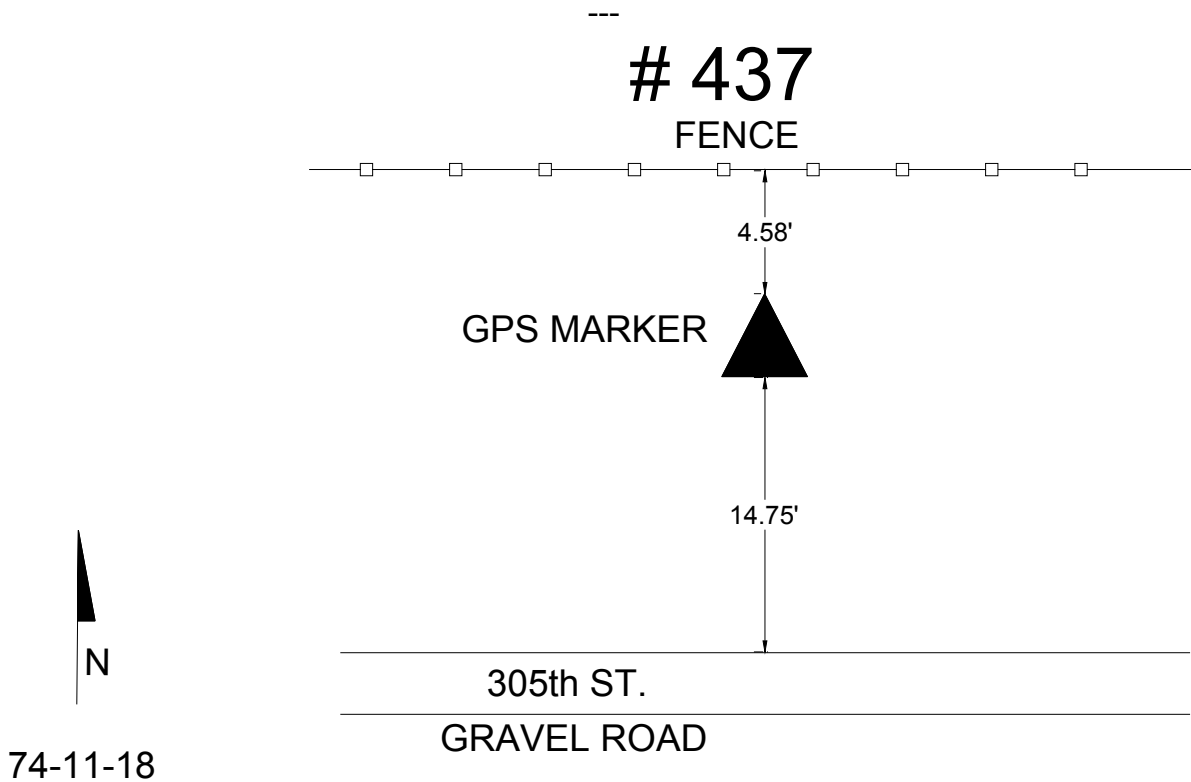 ---
# 437
FENCE
4.58'
GPS MARKER
14.75'
N
305th ST.
GRAVEL ROAD
74-11-18